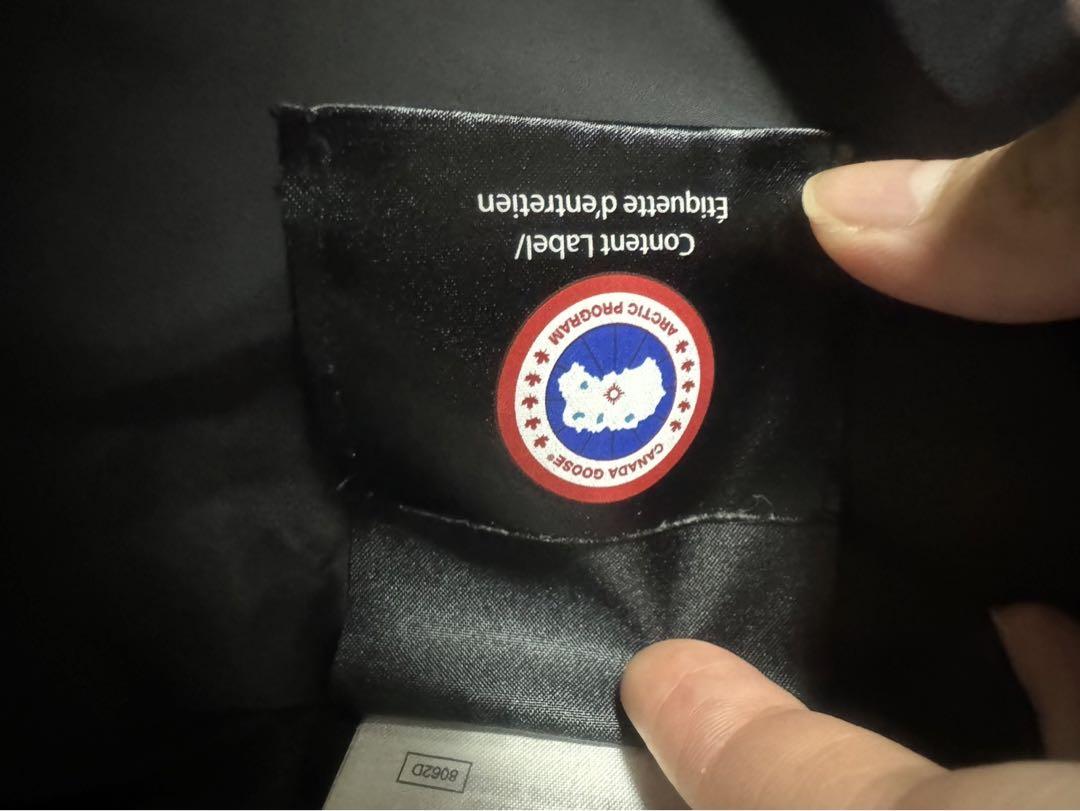 8062D
CANADA GOOSE®
ARCTIC PROGRAM
Content Label/
Étiquette d'entretien